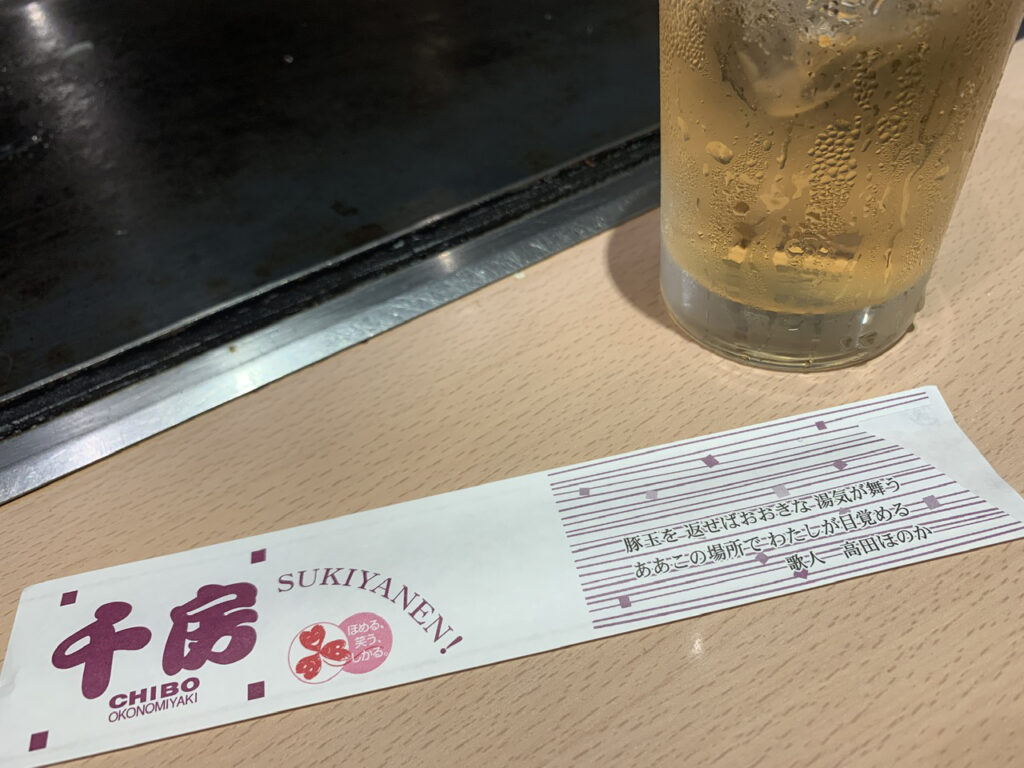 千房
CHIBO
OKONOMIYAKI
SUKIYANEN!
ほめる、
笑う、
しかる。
豚玉を 返せばおおきな 湯気が舞う
ああこの場所で わたしが目覚める
歌人 高田ほのか